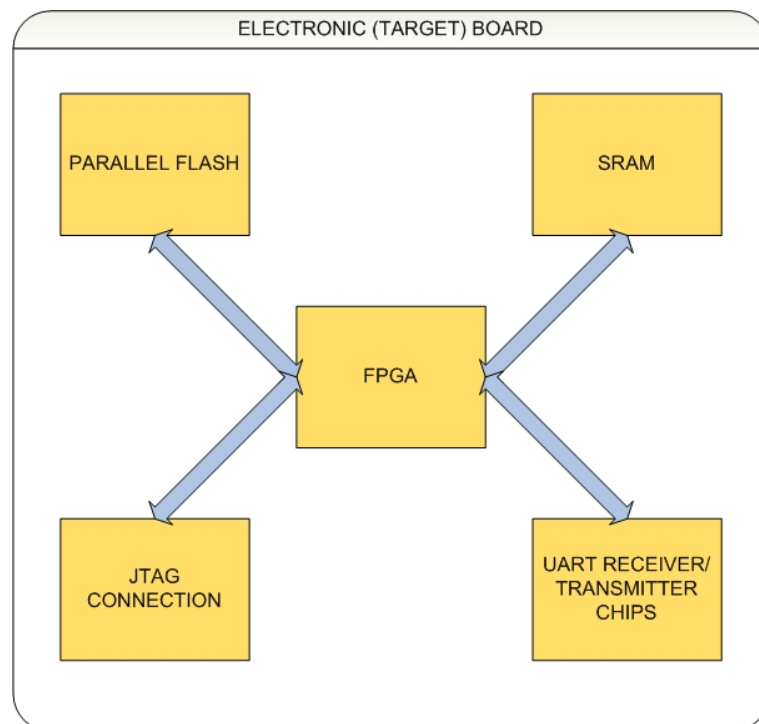 ELECTRONIC (TARGET) BOARD
PARALLEL FLASH
SRAM
FPGA
JTAG
CONNECTION
UART RECEIVER/
TRANSMITTER
CHIPS